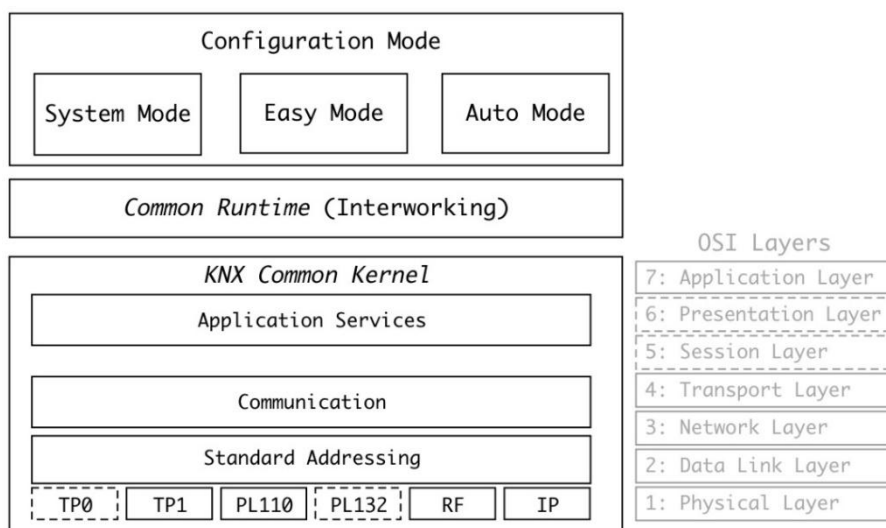 Configuration Mode
System Mode
Easy Mode
Auto Mode
Common Runtime (Interworking)
KNX Common Kernel
Application Services
Communication
Standard Addressing
TP0
TP1
PL110
PL132
RF
IP
OSI Layers
7: Application Layer
6: Presentation Layer
5: Session Layer
4: Transport Layer
3: Network Layer
2: Data Link Layer
1: Physical Layer